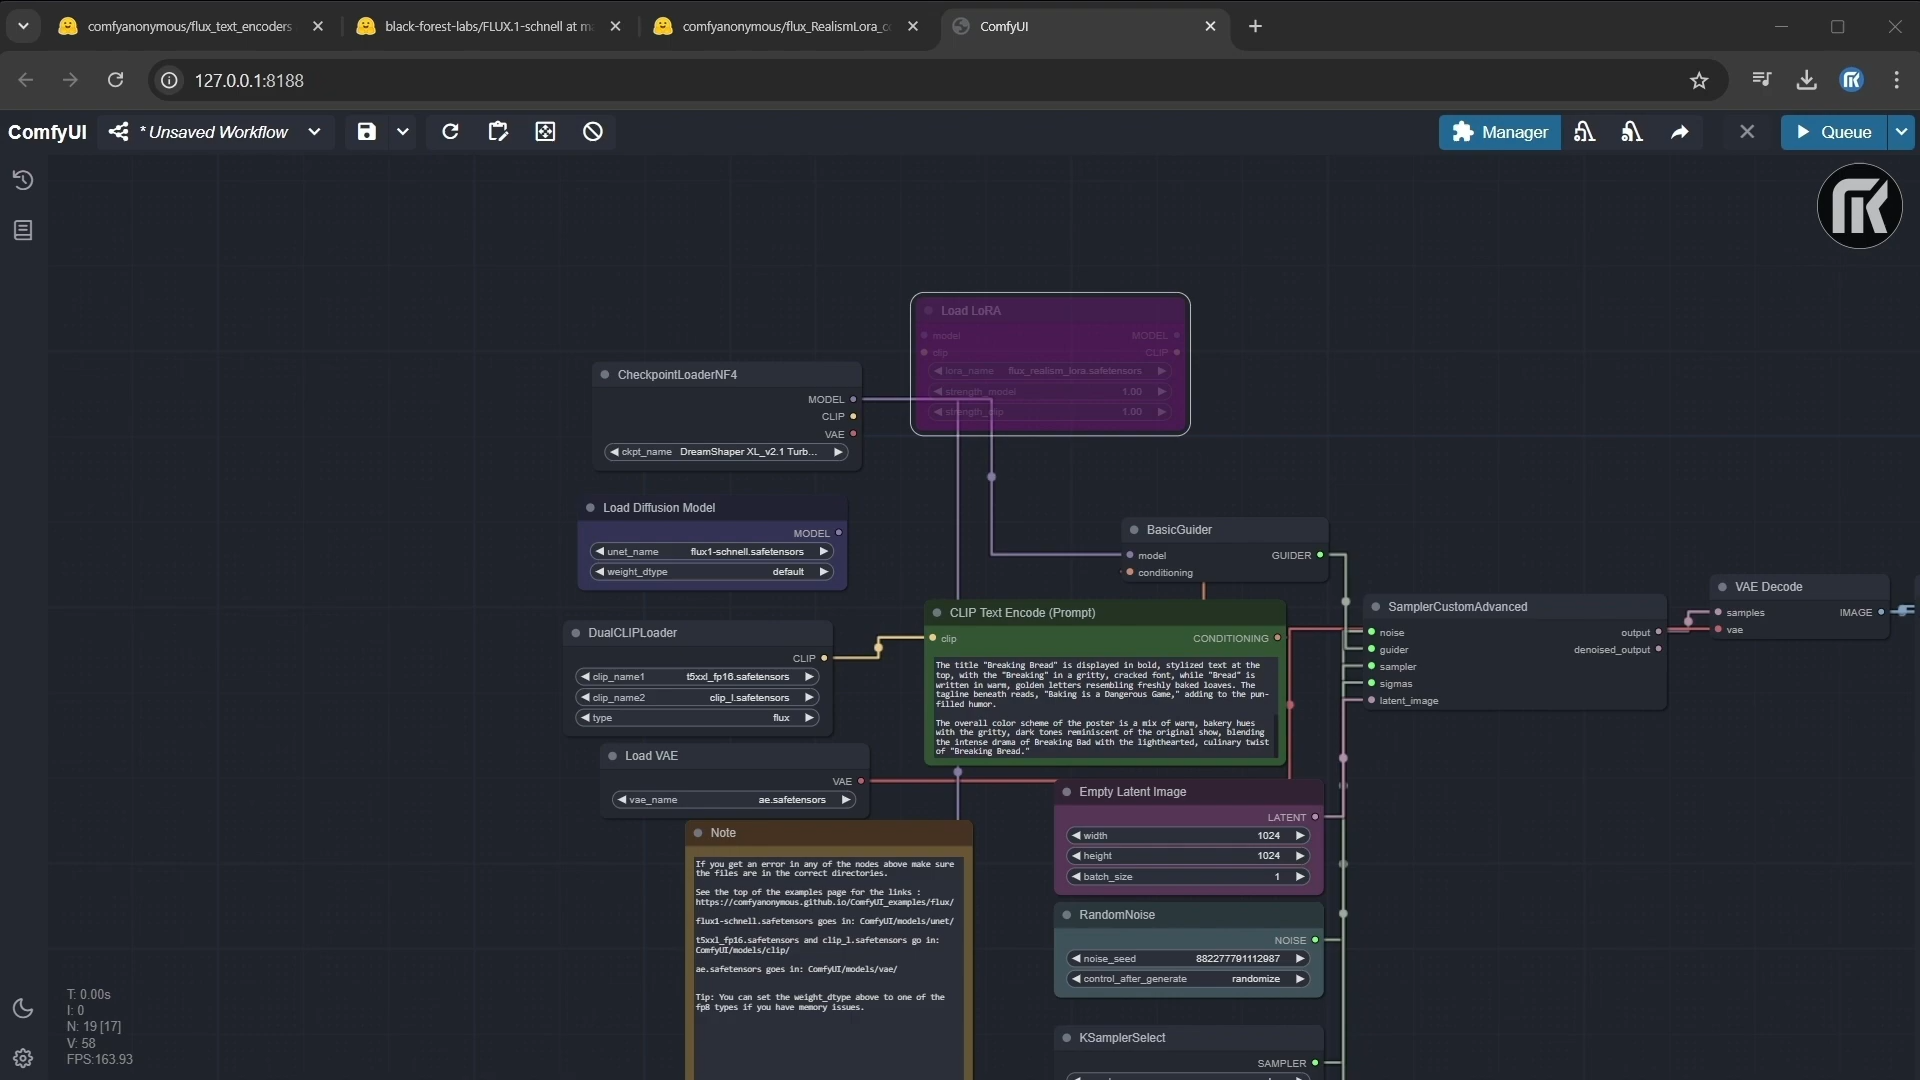 comfyanonymous/flux_text_encoders
black-forest-labs/FLUX.1-schnell at ma
comfyanonymous/flux_RealismLora_co
ComfyUI
127.0.0.1:8188
ComfyUI
* Unsaved Workflow
Manager
Queue
Load LoRA
model MODEL
clip CLIP
lora_name flux_realism_lora.safetensors
strength_model 1.00
strength_clip 1.00
CheckpointLoaderNF4
MODEL
CLIP
VAE
ckpt_name DreamShaper XL_v2.1 Turb...
Load Diffusion Model
MODEL
unet_name flux1-schnell.safetensors
weight_dtype default
BasicGuider
model GUIDER
conditioning
DualCLIPLoader
CLIP
clip_name1 t5xxl_fp16.safetensors
clip_name2 clip_l.safetensors
type flux
CLIP Text Encode (Prompt)
clip CONDITIONING
The title "Breaking Bread" is displayed in bold, stylized text at the
top, with the "Breaking" in a gritty, cracked font, while "Bread" is
written in warm, golden letters resembling freshly baked loaves. The
tagline beneath reads, "Baking is a Dangerous Game," adding to the pun-
filled humor.
The overall color scheme of the poster is a mix of warm, bakery hues
with the gritty, dark tones reminiscent of the original show, blending
the intense drama of Breaking Bad with the lighthearted, culinary twist
of "Breaking Bread."
SamplerCustomAdvanced
noise output
guider denoised_output
sampler
sigmas
latent_image
VAE Decode
samples IMAGE
vae
Load VAE
VAE
vae_name ae.safetensors
Empty Latent Image
LATENT
width 1024
height 1024
batch_size 1
Note
If you get an error in any of the nodes above make sure
the files are in the correct directories.
See the top of the examples page for the links :
https://comfyanonymous.github.io/ComfyUI_examples/flux/
flux1-schnell.safetensors goes in: ComfyUI/models/unet/
t5xxl_fp16.safetensors and clip_l.safetensors go in:
ComfyUI/models/clip/
ae.safetensors goes in: ComfyUI/models/vae/
Tip: You can set the weight_dtype above to one of the
fp8 types if you have memory issues.
RandomNoise
NOISE
noise_seed 882277791112987
control_after_generate randomize
KSamplerSelect
SAMPLER
T: 0.00s
I: 0
N: 19 [17]
V: 58
FPS:163.93